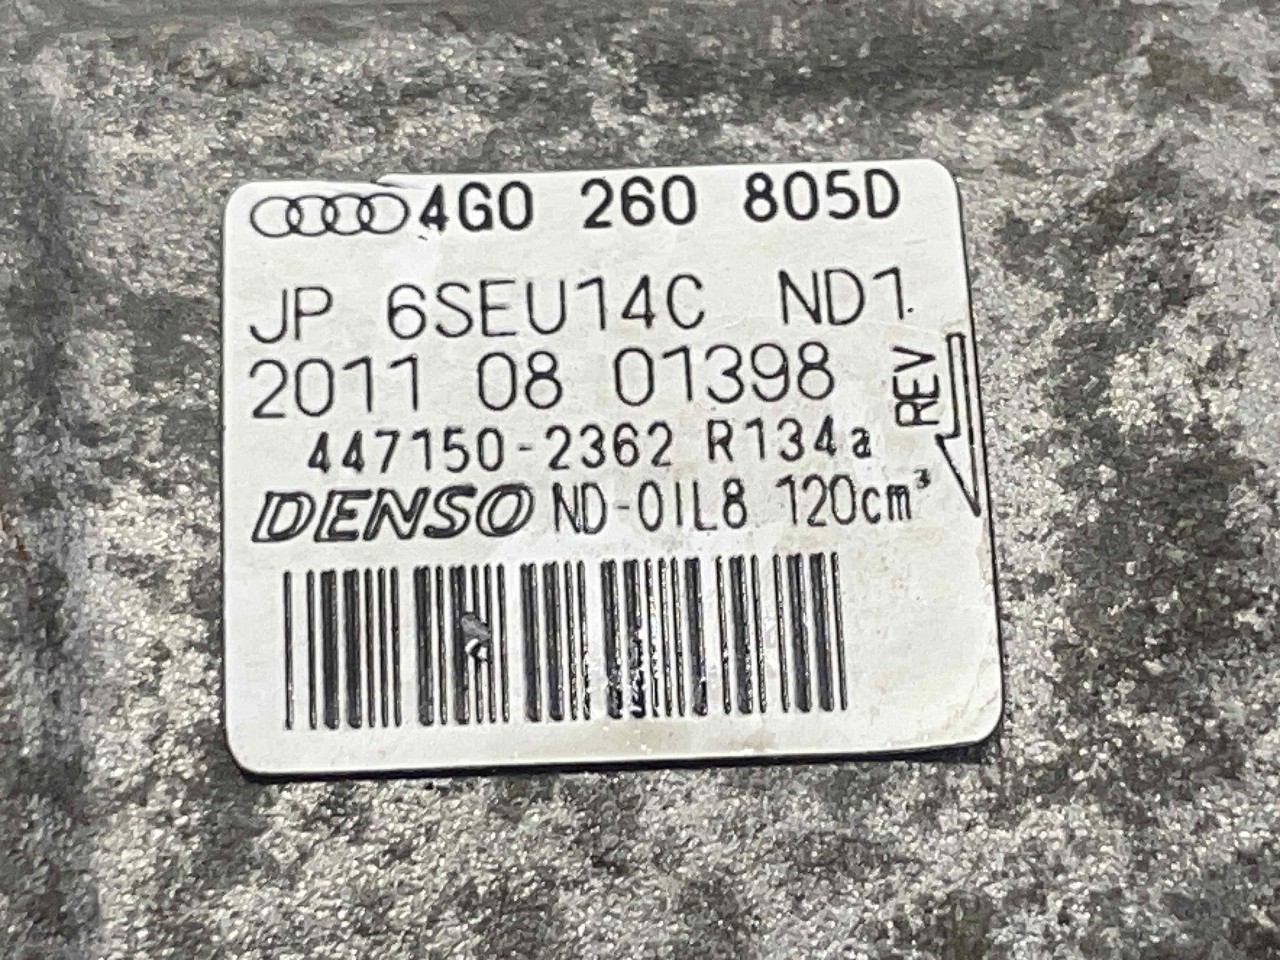 4G0 260 805D
JP 6SEU14C ND1
2011 08 01398
447150-2362 R134a
DENSO ND-OIL8 120cm³
REV